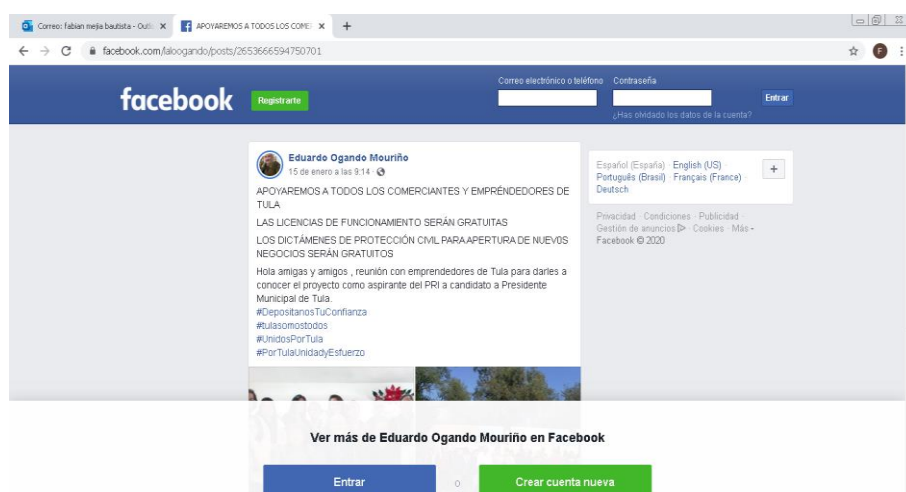 Correo: fabian mejia bautista - Outl
APOYAREMOS A TODOS LOS COME
facebook.com/laloogando/posts/2653666594750701
F
facebook
Registrarte
Correo electrónico o teléfono
Contraseña
Entrar
¿Has olvidado los datos de la cuenta?
Eduardo Ogando Mouriño
15 de enero a las 9:14 ·
APOYAREMOS A TODOS LOS COMERCIANTES Y EMPRÉNDEDORES DE
TULA
LAS LICENCIAS DE FUNCIONAMIENTO SERÁN GRATUITAS
LOS DICTÁMENES DE PROTECCIÓN CIVIL PARA APERTURA DE NUEVOS
NEGOCIOS SERÁN GRATUITOS
Hola amigas y amigos , reunión con emprendedores de Tula para darles a
conocer el proyecto como aspirante del PRI a candidato a Presidente
Municipal de Tula.
#DepositanosTuConfianza
#tulasomostodos
#UnidosPorTula
#PorTulaUnidadyEsfuerzo
Español (España) · English (US) ·
Português (Brasil) · Français (France) ·
Deutsch
Privacidad · Condiciones · Publicidad ·
Gestión de anuncios · Cookies · Más
Facebook © 2020
Ver más de Eduardo Ogando Mouriño en Facebook
Entrar
o
Crear cuenta nueva